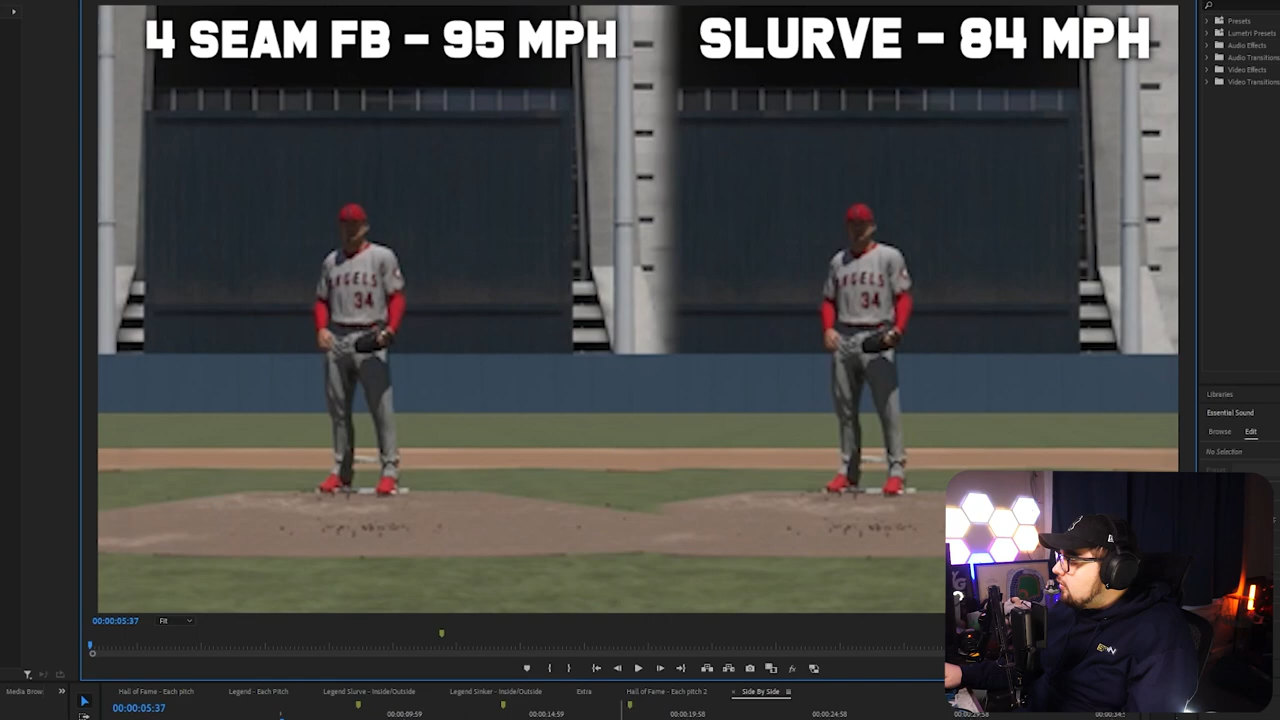 4 SEAM FB - 95 MPH
SLURVE - 84 MPH
Presets
Lumetri Presets
Audio Effects
Audio Transitions
Video Effects
Video Transitions
ANGELS
34
ANGELS
34
Libraries
Essential Sound
Browse
Edit
No Selection
00:00:05:37
Fit
Media Brow
Hall of Fame - Each pitch
Legend - Each Pitch
Legend Slurve - Inside/Outside
Legend Sinker - Inside/Outside
Extra
Hall of Fame - Each pitch 2
Side By Side
00:00:05:37
00:00:09:59
00:00:14:59
00:00:19:58
00:00:24:58